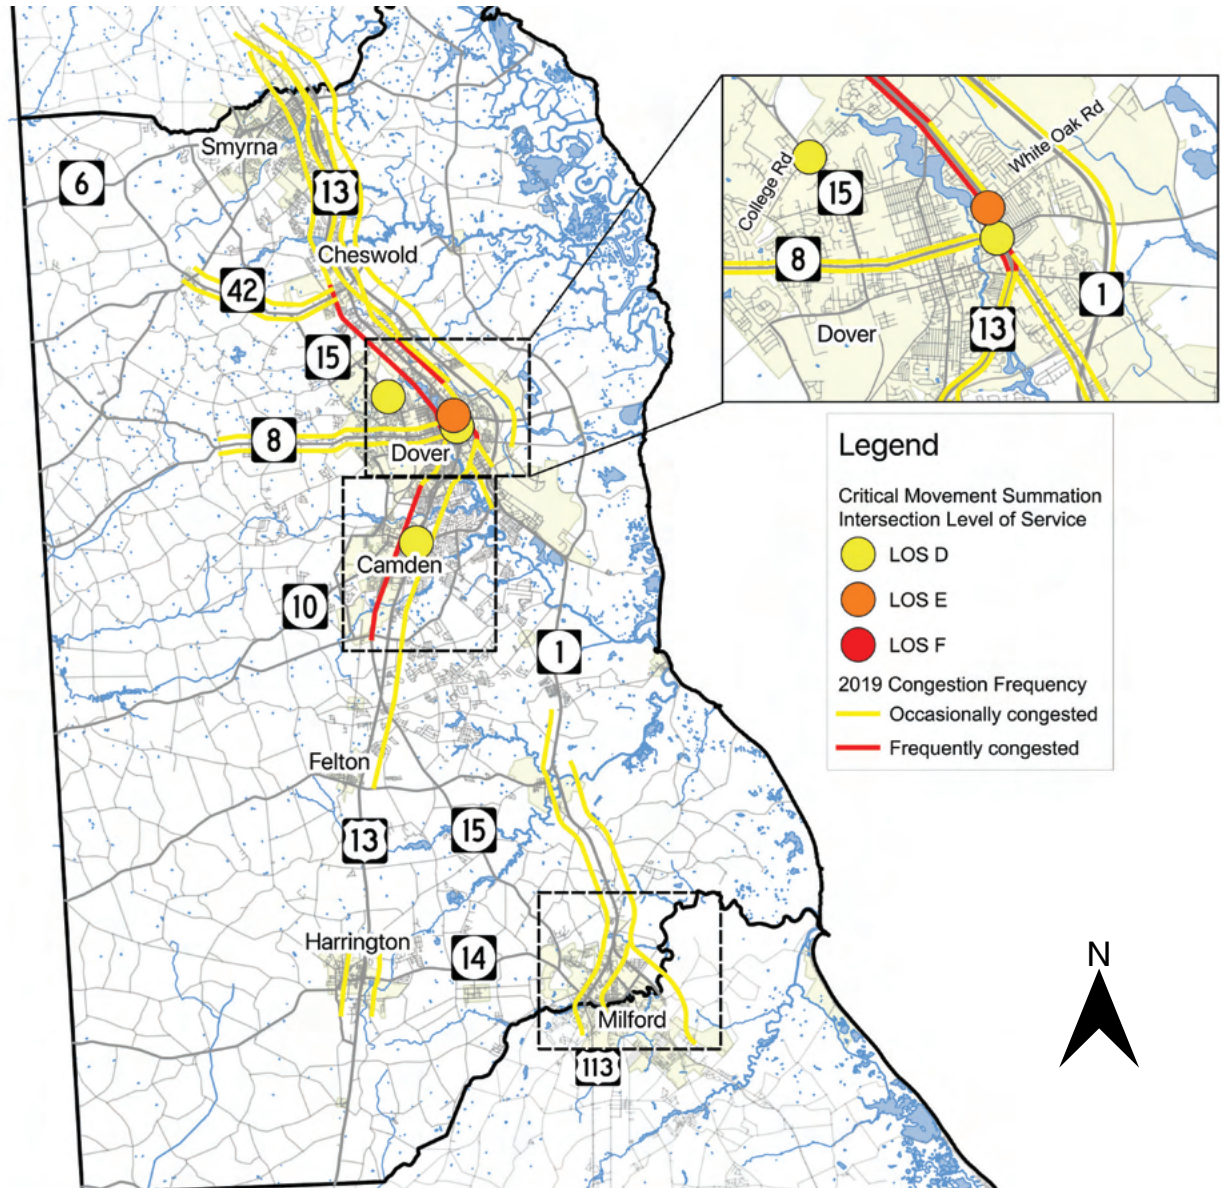 Smyrna
6
13
Cheswold
42
15
8
Dover
Camden
10
1
Felton
13
15
Harrington
14
Milford
113
White Oak Rd
College Rd
15
8
1
13
Dover
Legend
Critical Movement Summation
Intersection Level of Service
LOS D
LOS E
LOS F
2019 Congestion Frequency
Occasionally congested
Frequently congested
N